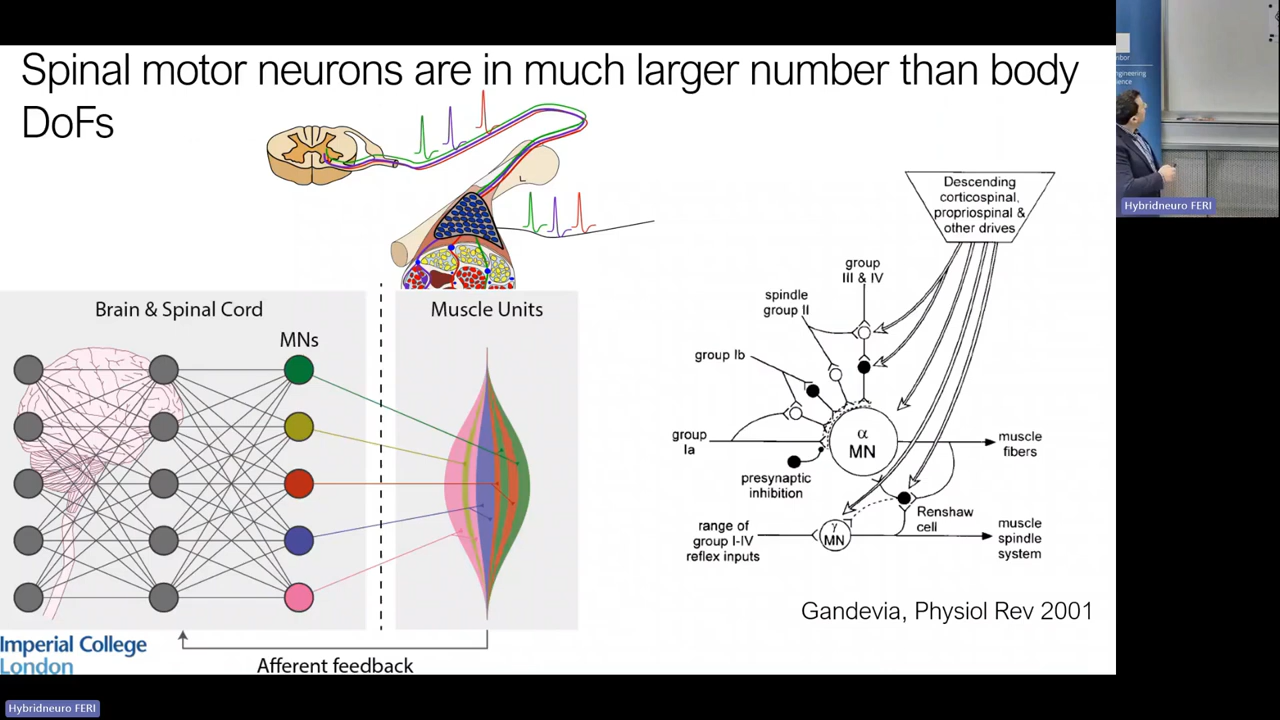 Spinal motor neurons are in much larger number than body
DoFs
Brain & Spinal Cord
MNs
Muscle Units
Afferent feedback
Imperial College
London
Descending
corticospinal,
propriospinal &
other drives
group
III & IV
spindle
group II
group Ib
group
Ia
α
MN
muscle
fibers
presynaptic
inhibition
Renshaw
cell
range of
group I-IV
reflex inputs
γ
MN
muscle
spindle
system
Gandevia, Physiol Rev 2001
Hybridneuro FERI
Hybridneuro FERI